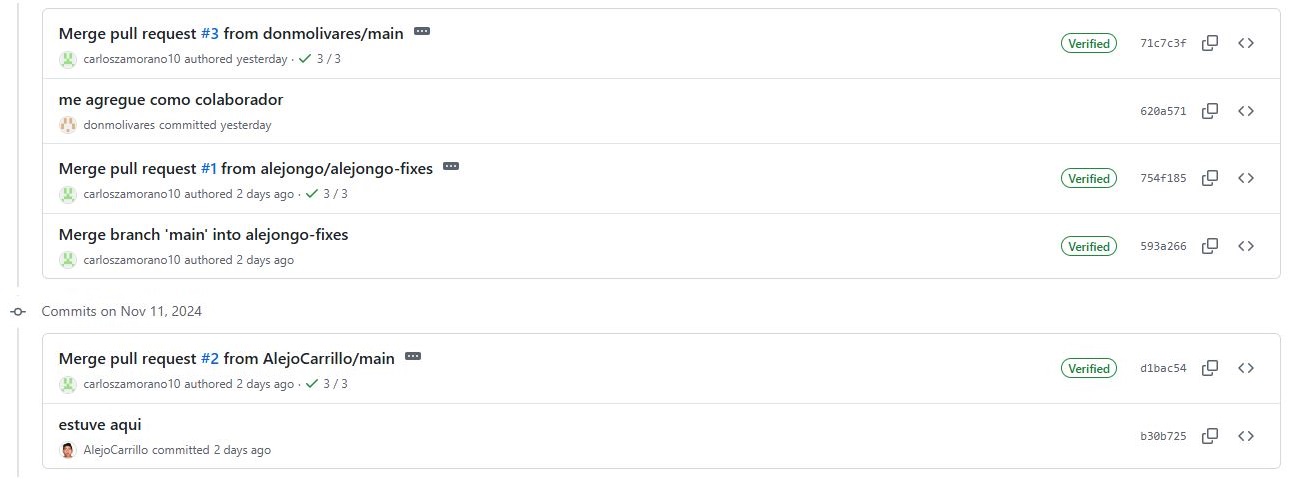 Merge pull request #3 from donmolivares/main
carloszamorano10 authored yesterday · 3 / 3
Verified 71c7c3f
me agregue como colaborador
donmolivares committed yesterday
620a571
Merge pull request #1 from alejongo/alejongo-fixes
carloszamorano10 authored 2 days ago · 3 / 3
Verified 754f185
Merge branch 'main' into alejongo-fixes
carloszamorano10 authored 2 days ago
Verified 593a266
Commits on Nov 11, 2024
Merge pull request #2 from AlejoCarrillo/main
carloszamorano10 authored 2 days ago · 3 / 3
Verified d1bac54
estuve aqui
AlejoCarrillo committed 2 days ago
b30b725